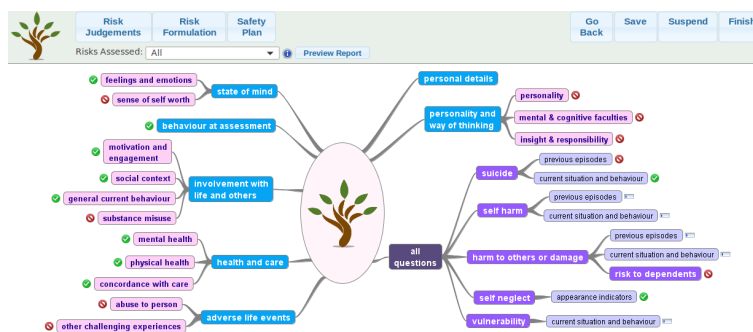 Risk
Judgements
Risk
Formulation
Safety
Plan
Go
Back
Save
Suspend
Finish
Risks Assessed:
All
Preview Report
feelings and emotions
sense of self worth
state of mind
behaviour at assessment
motivation and
engagement
social context
general current behaviour
substance misuse
involvement with
life and others
mental health
physical health
concordance with care
health and care
abuse to person
other challenging experiences
adverse life events
personal details
personality and
way of thinking
personality
mental & cognitive faculties
insight & responsibility
all
questions
suicide
previous episodes
current situation and behaviour
self harm
previous episodes
current situation and behaviour
harm to others or damage
previous episodes
current situation and behaviour
risk to dependents
self neglect
appearance indicators
vulnerability
current situation and behaviour